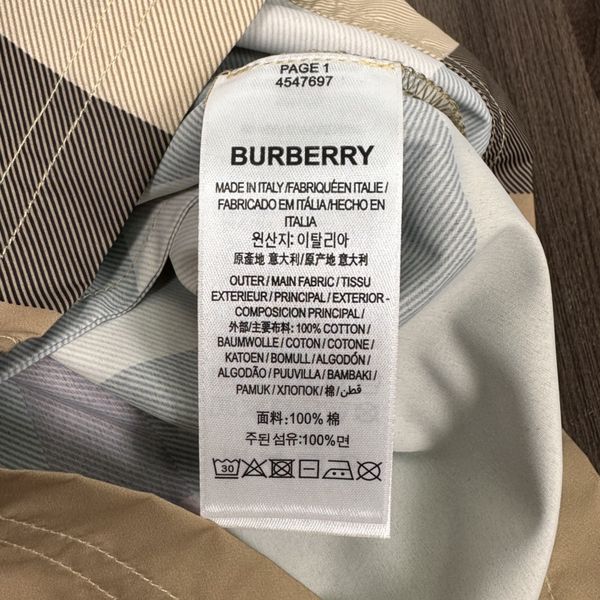 PAGE 1
4547697
BURBERRY
MADE IN ITALY/FABRIQUÉEN ITALIE/
FABRICADO EM ITÁLIA/HECHO EN
ITALIA
원산지: 이탈리아
原產地 意大利/原产地 意大利
OUTER/MAIN FABRIC/TISSU
EXTERIEUR/PRINCIPAL/EXTERIOR-
COMPOSICION PRINCIPAL/
外部/主要布料: 100% COTTON/
BAUMWOLLE/COTON/COTONE/
KATOEN/BOMULL/ALGODÓN/
ALGODÃO/PUUVILLA/BAMBAKI/
PAMUK/ХЛОПОК/棉/قطن
面料:100% 棉
주된 섬유:100%면
30